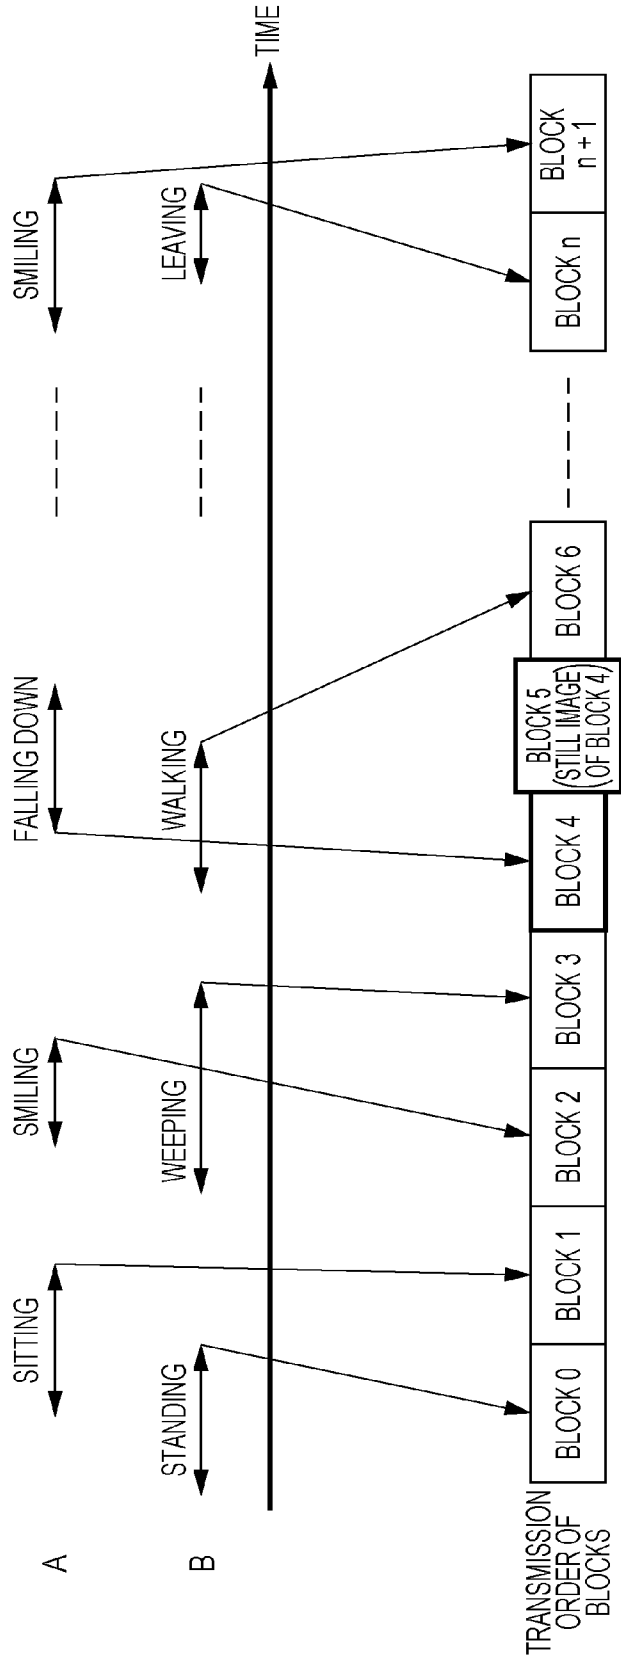 A
SITTING
SMILING
FALLING DOWN
SMILING
B
STANDING
WEEPING
WALKING
LEAVING
TIME
TRANSMISSION
ORDER OF
BLOCKS
BLOCK 0
BLOCK 1
BLOCK 2
BLOCK 3
BLOCK 4
BLOCK 5
(STILL IMAGE
OF BLOCK 4)
BLOCK 6
BLOCK n
BLOCK
n + 1